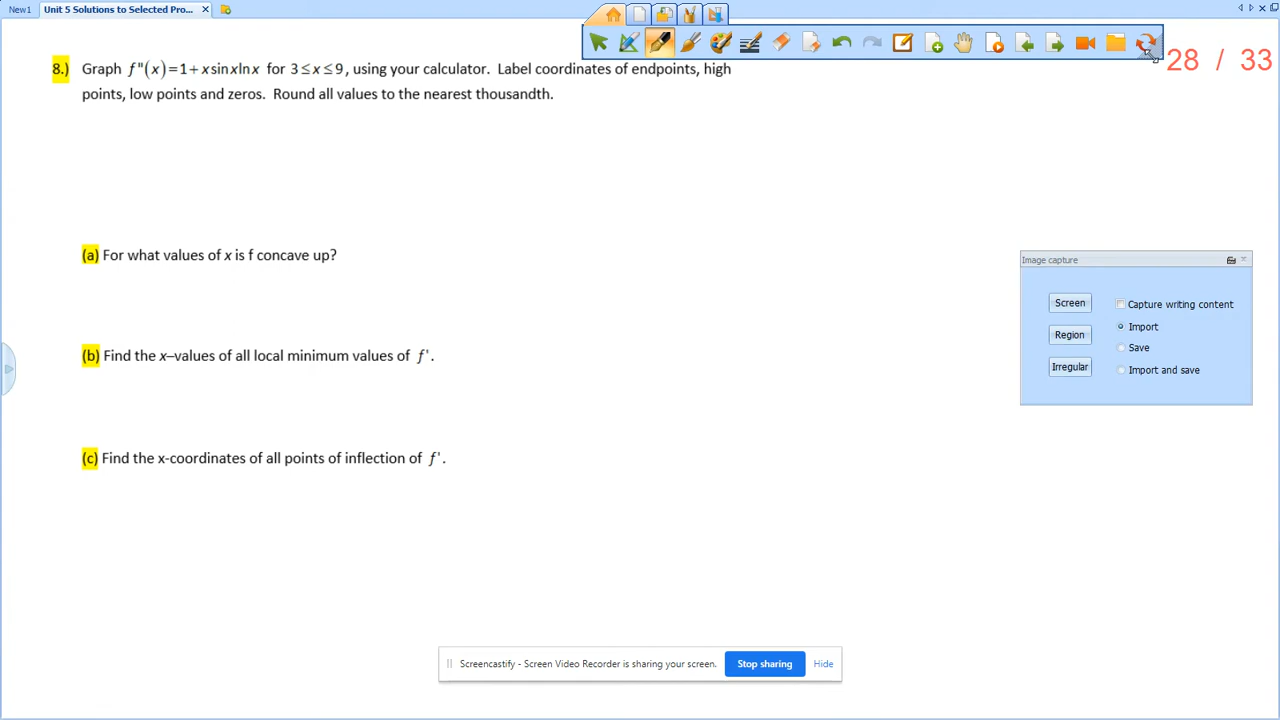 New1
Unit 5 Solutions to Selected Pro...
28 / 33
8.) Graph f"(x)=1+xsinxlnx for 3≤x≤9, using your calculator. Label coordinates of endpoints, high
points, low points and zeros. Round all values to the nearest thousandth.
(a) For what values of x is f concave up?
Image capture
Screen
Capture writing content
Import
Region
Save
Irregular
Import and save
(b) Find the x–values of all local minimum values of f'.
(c) Find the x-coordinates of all points of inflection of f'.
Screencastify - Screen Video Recorder is sharing your screen.
Stop sharing
Hide